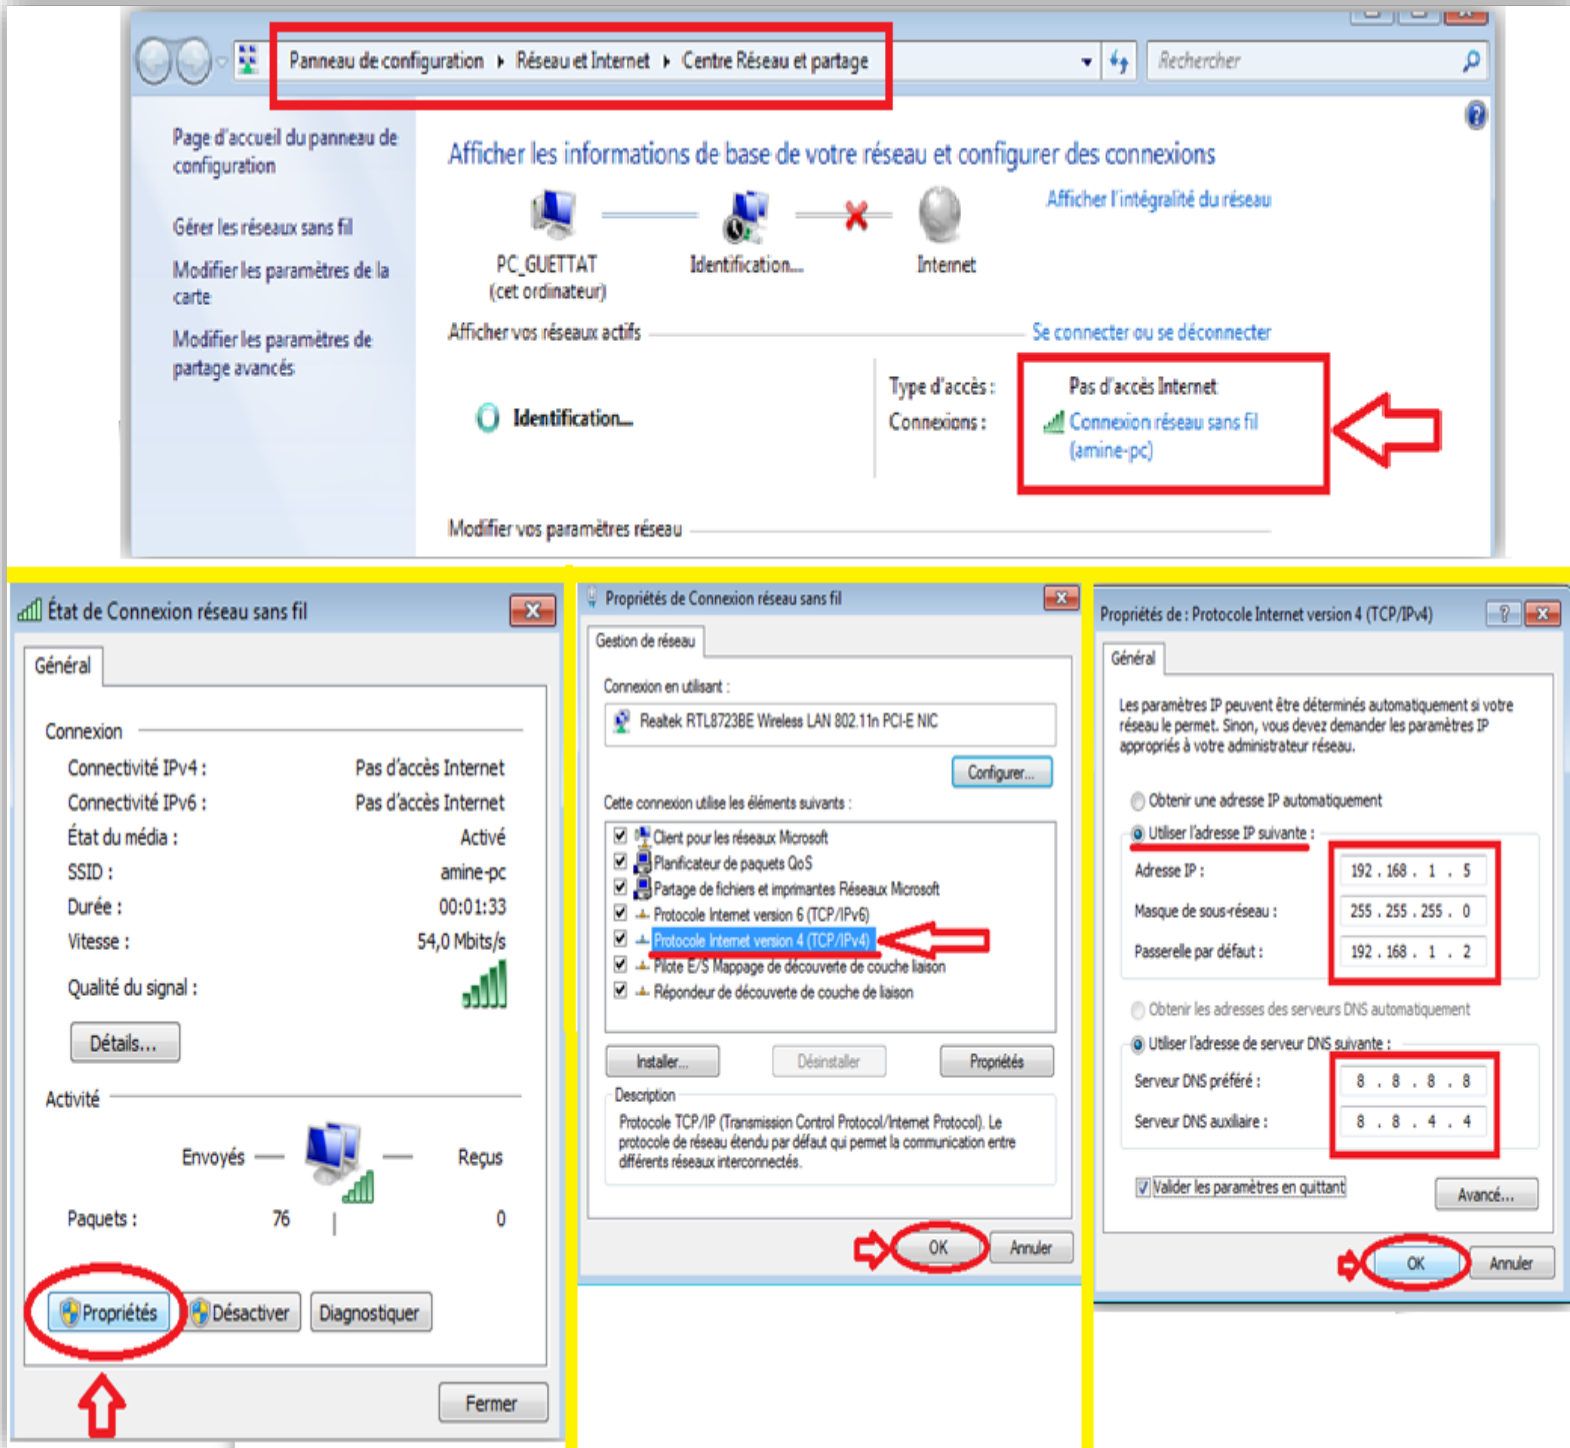 Panneau de configuration ▸ Réseau et Internet ▸ Centre Réseau et partage
Rechercher
Page d'accueil du panneau de
configuration
Gérer les réseaux sans fil
Modifier les paramètres de la
carte
Modifier les paramètres de
partage avancés
Afficher les informations de base de votre réseau et configurer des connexions
Afficher l'intégralité du réseau
PC_GUETTAT
(cet ordinateur)
Identification...
Internet
Afficher vos réseaux actifs
Se connecter ou se déconnecter
Identification...
Type d'accès : Pas d'accès Internet
Connexions : Connexion réseau sans fil
(amine-pc)
Modifier vos paramètres réseau
État de Connexion réseau sans fil
Général
Connexion
Connectivité IPv4 : Pas d'accès Internet
Connectivité IPv6 : Pas d'accès Internet
État du média : Activé
SSID : amine-pc
Durée : 00:01:33
Vitesse : 54,0 Mbits/s
Qualité du signal :
Détails...
Activité
Envoyés — — Reçus
Paquets : 76 | 0
Propriétés Désactiver Diagnostiquer
Fermer
Propriétés de Connexion réseau sans fil
Gestion de réseau
Connexion en utilisant :
Realtek RTL8723BE Wireless LAN 802.11n PCI-E NIC
Configurer...
Cette connexion utilise les éléments suivants :
Client pour les réseaux Microsoft
Planificateur de paquets QoS
Partage de fichiers et imprimantes Réseaux Microsoft
Protocole Internet version 6 (TCP/IPv6)
Protocole Internet version 4 (TCP/IPv4)
Pilote E/S Mappage de découverte de couche liaison
Répondeur de découverte de couche de liaison
Installer... Désinstaller Propriétés
Description
Protocole TCP/IP (Transmission Control Protocol/Internet Protocol). Le
protocole de réseau étendu par défaut qui permet la communication entre
différents réseaux interconnectés.
OK Annuler
Propriétés de : Protocole Internet version 4 (TCP/IPv4)
?
Général
Les paramètres IP peuvent être déterminés automatiquement si votre
réseau le permet. Sinon, vous devez demander les paramètres IP
appropriés à votre administrateur réseau.
Obtenir une adresse IP automatiquement
Utiliser l'adresse IP suivante :
Adresse IP : 192 . 168 . 1 . 5
Masque de sous-réseau : 255 . 255 . 255 . 0
Passerelle par défaut : 192 . 168 . 1 . 2
Obtenir les adresses des serveurs DNS automatiquement
Utiliser l'adresse de serveur DNS suivante :
Serveur DNS préféré : 8 . 8 . 8 . 8
Serveur DNS auxiliaire : 8 . 8 . 4 . 4
Valider les paramètres en quittant
Avancé...
OK Annuler